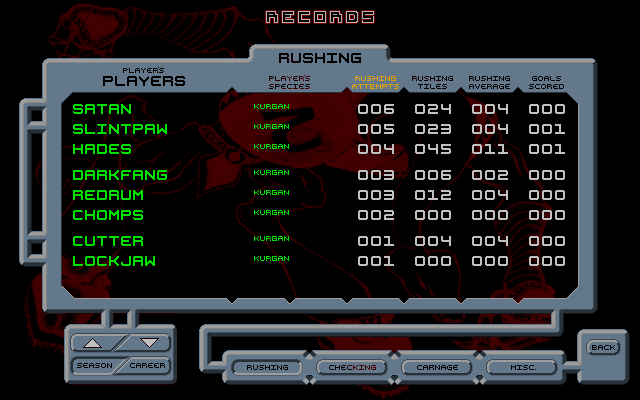 RECORDS
RUSHING
PLAYER'S PLAYERS PLAYER'S SPECIES RUSHING ATTEMPTS RUSHING TILES RUSHING AVERAGE GOALS SCORED
SATAN KURGAN 006 024 004 000
SLINTPAW KURGAN 005 023 004 001
HADES KURGAN 004 045 011 001
DARKFANG KURGAN 003 006 002 000
REDRUM KURGAN 003 012 004 000
CHOMPS KURGAN 002 000 000 000
CUTTER KURGAN 001 004 004 000
LOCKJAW KURGAN 001 000 000 000
SEASON CAREER
RUSHING CHECKING CARNAGE MISC.
BACK